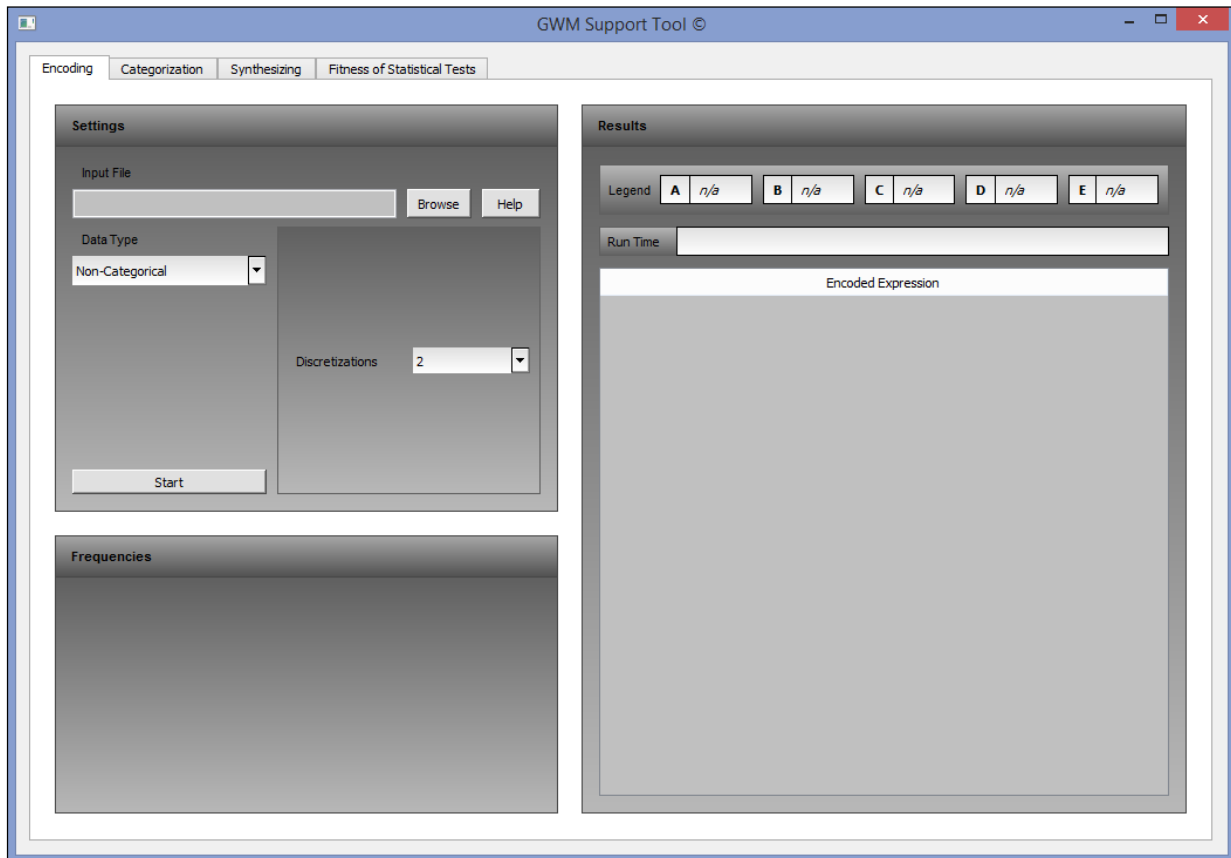 GWM Support Tool ©
Encoding Categorization Synthesizing Fitness of Statistical Tests
Settings
Input File
Browse Help
Data Type
Non-Categorical
Discretizations 2
Start
Frequencies
Results
Legend A n/a B n/a C n/a D n/a E n/a
Run Time
Encoded Expression